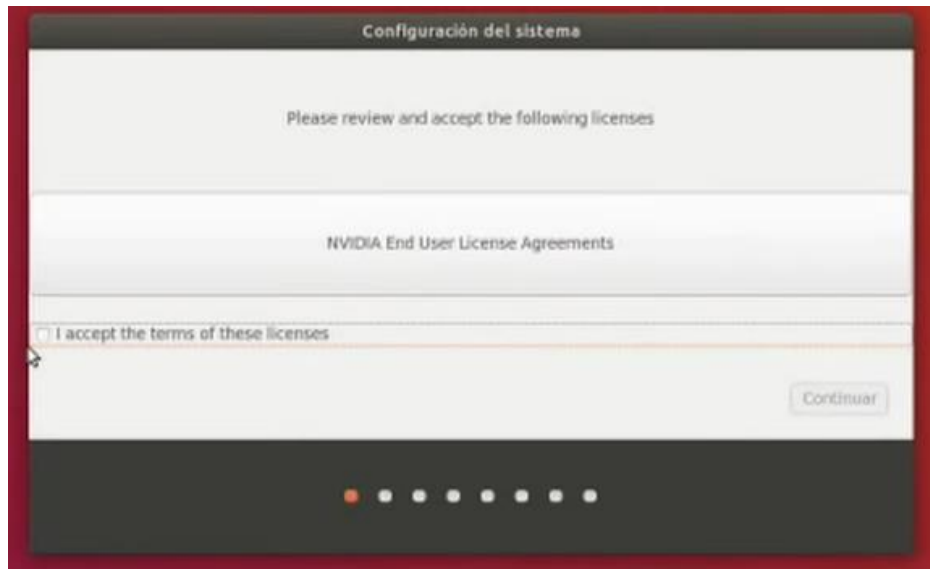 Configuración del sistema
Please review and accept the following licenses
NVIDIA End User License Agreements
I accept the terms of these licenses
Continuar